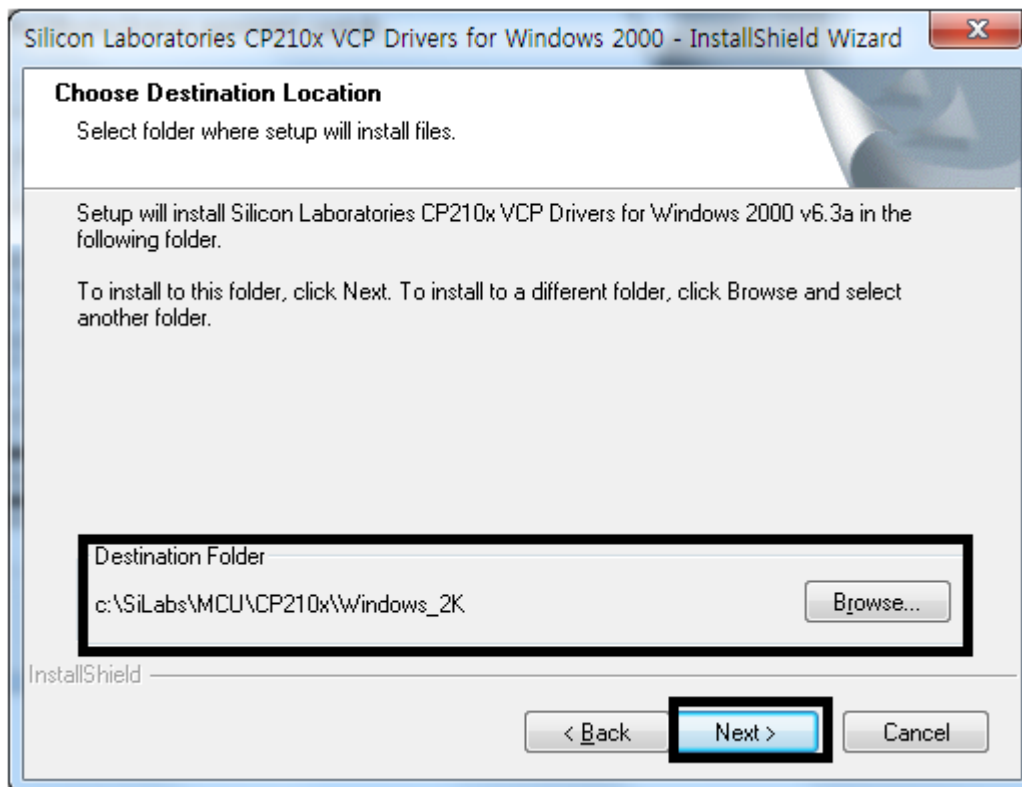 Silicon Laboratories CP210x VCP Drivers for Windows 2000 - InstallShield Wizard
Choose Destination Location
Select folder where setup will install files.
Setup will install Silicon Laboratories CP210x VCP Drivers for Windows 2000 v6.3a in the
following folder.
To install to this folder, click Next. To install to a different folder, click Browse and select
another folder.
Destination Folder
c:\SiLabs\MCU\CP210x\Windows_2K
Browse...
InstallShield
< Back
Next >
Cancel